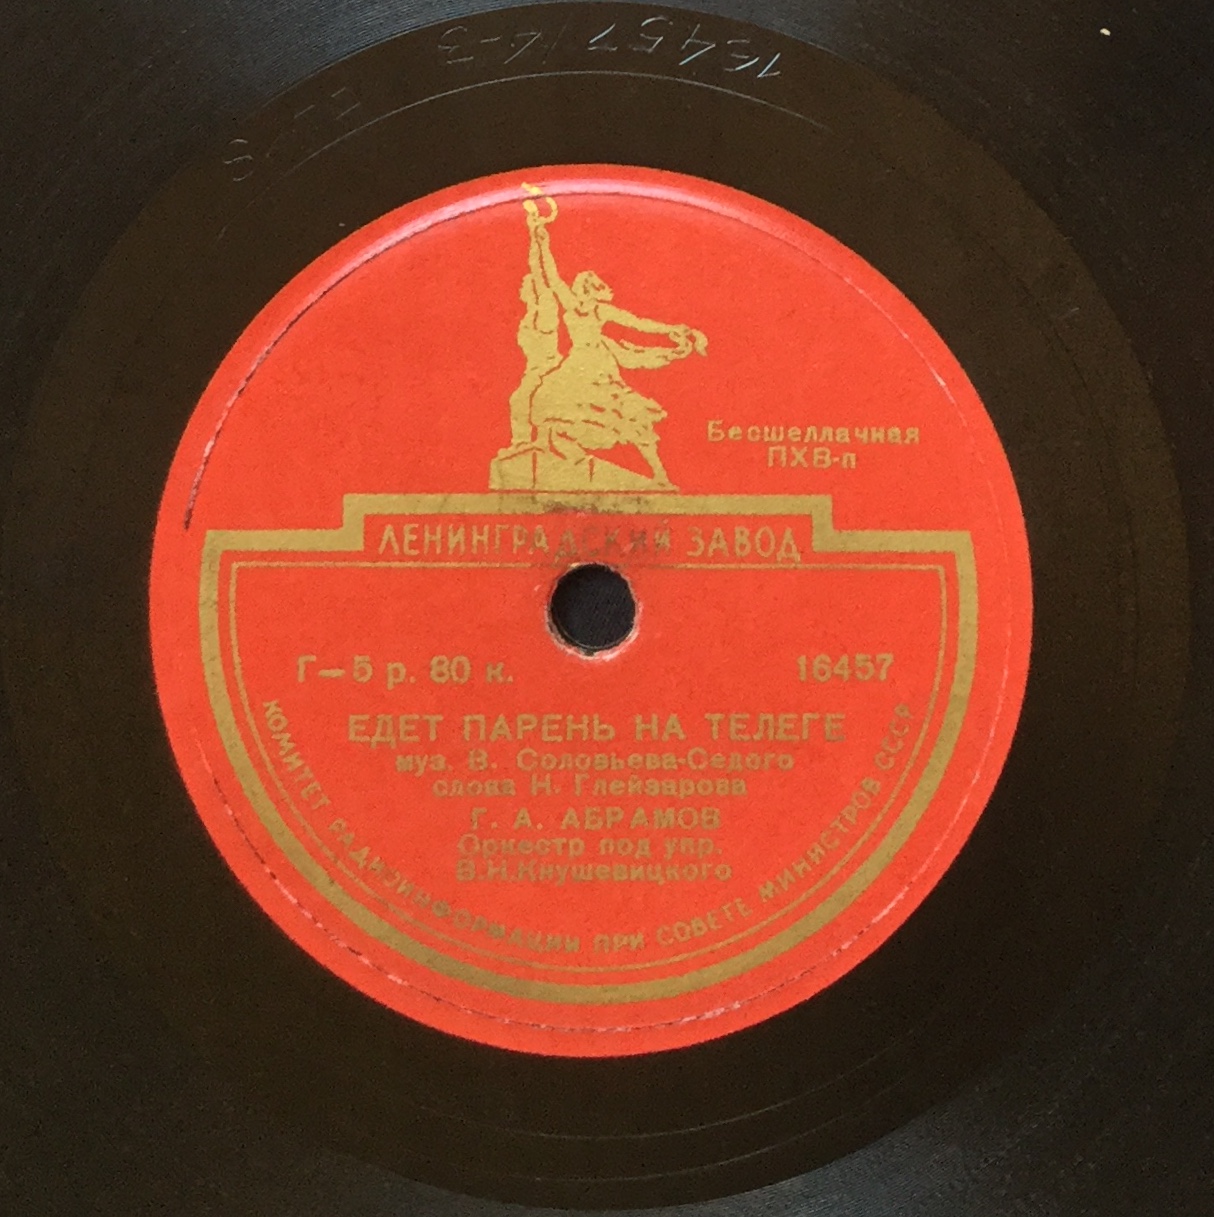 16457/4-3
Бесшеллачная
ПХВ-п
ЛЕНИНГРАДСКИЙ ЗАВОД
Г—5 р. 80 к.
16457
ЕДЕТ ПАРЕНЬ НА ТЕЛЕГЕ
муз. В. Соловьева-Седого
слова Н. Глейзарова
Г. А. АБРАМОВ
Оркестр под упр.
В.Н.Кнушевицкого
КОМИТЕТ РАДИОИНФОРМАЦИИ ПРИ СОВЕТЕ МИНИСТРОВ СССР